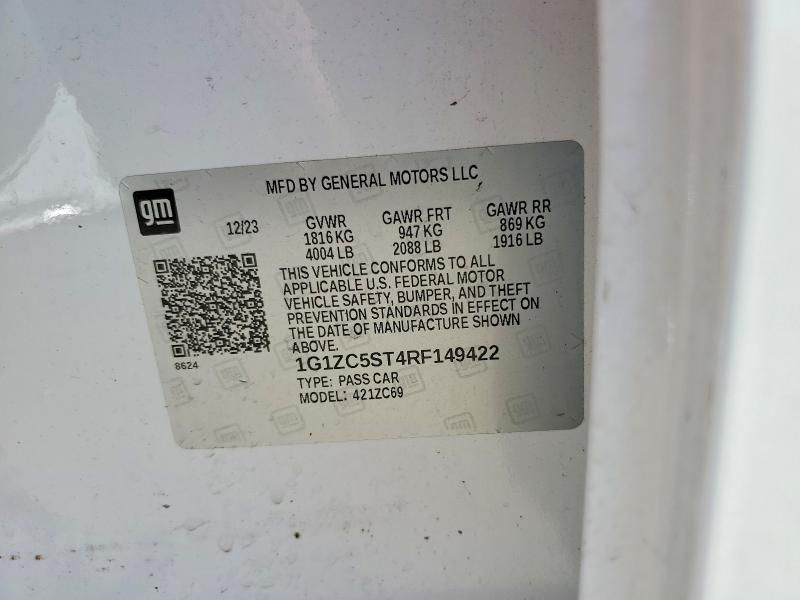 MFD BY GENERAL MOTORS LLC
gm
12/23 GVWR GAWR FRT GAWR RR
1816 KG 947 KG 869 KG
4004 LB 2088 LB 1916 LB
THIS VEHICLE CONFORMS TO ALL
APPLICABLE U.S. FEDERAL MOTOR
VEHICLE SAFETY, BUMPER, AND THEFT
PREVENTION STANDARDS IN EFFECT ON
THE DATE OF MANUFACTURE SHOWN
ABOVE.
8624
1G1ZC5ST4RF149422
TYPE: PASS CAR
MODEL: 421ZC69